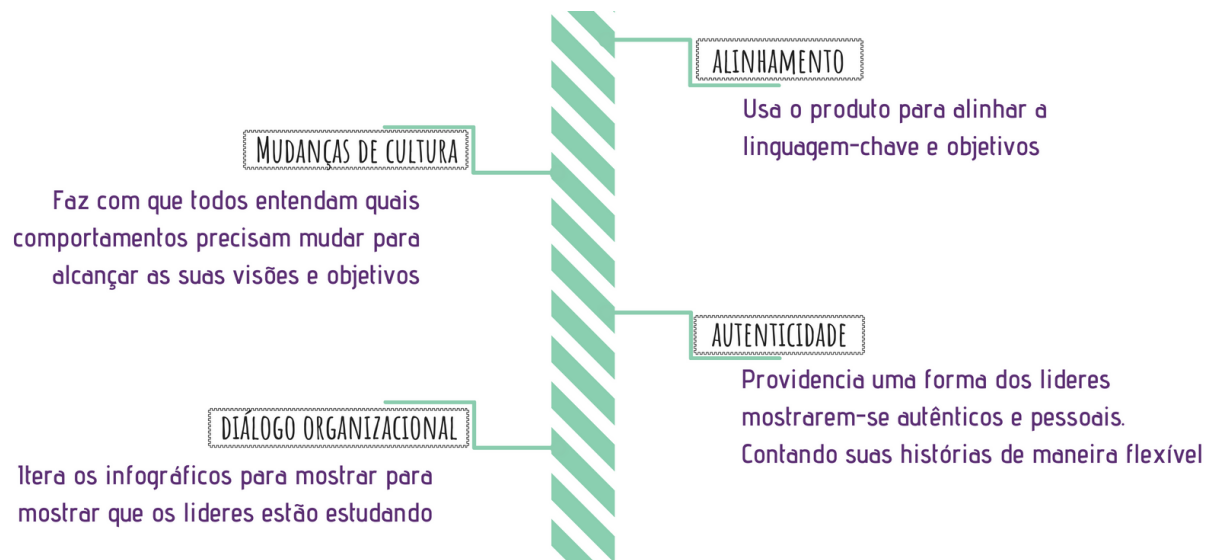 ALINHAMENTO
Usa o produto para alinhar a
linguagem-chave e objetivos
MUDANÇAS DE CULTURA
Faz com que todos entendam quais
comportamentos precisam mudar para
alcançar as suas visões e objetivos
AUTENTICIDADE
Providencia uma forma dos lideres
mostrarem-se autênticos e pessoais.
Contando suas histórias de maneira flexível
DIÁLOGO ORGANIZACIONAL
Itera os infográficos para mostrar para
mostrar que os lideres estão estudando